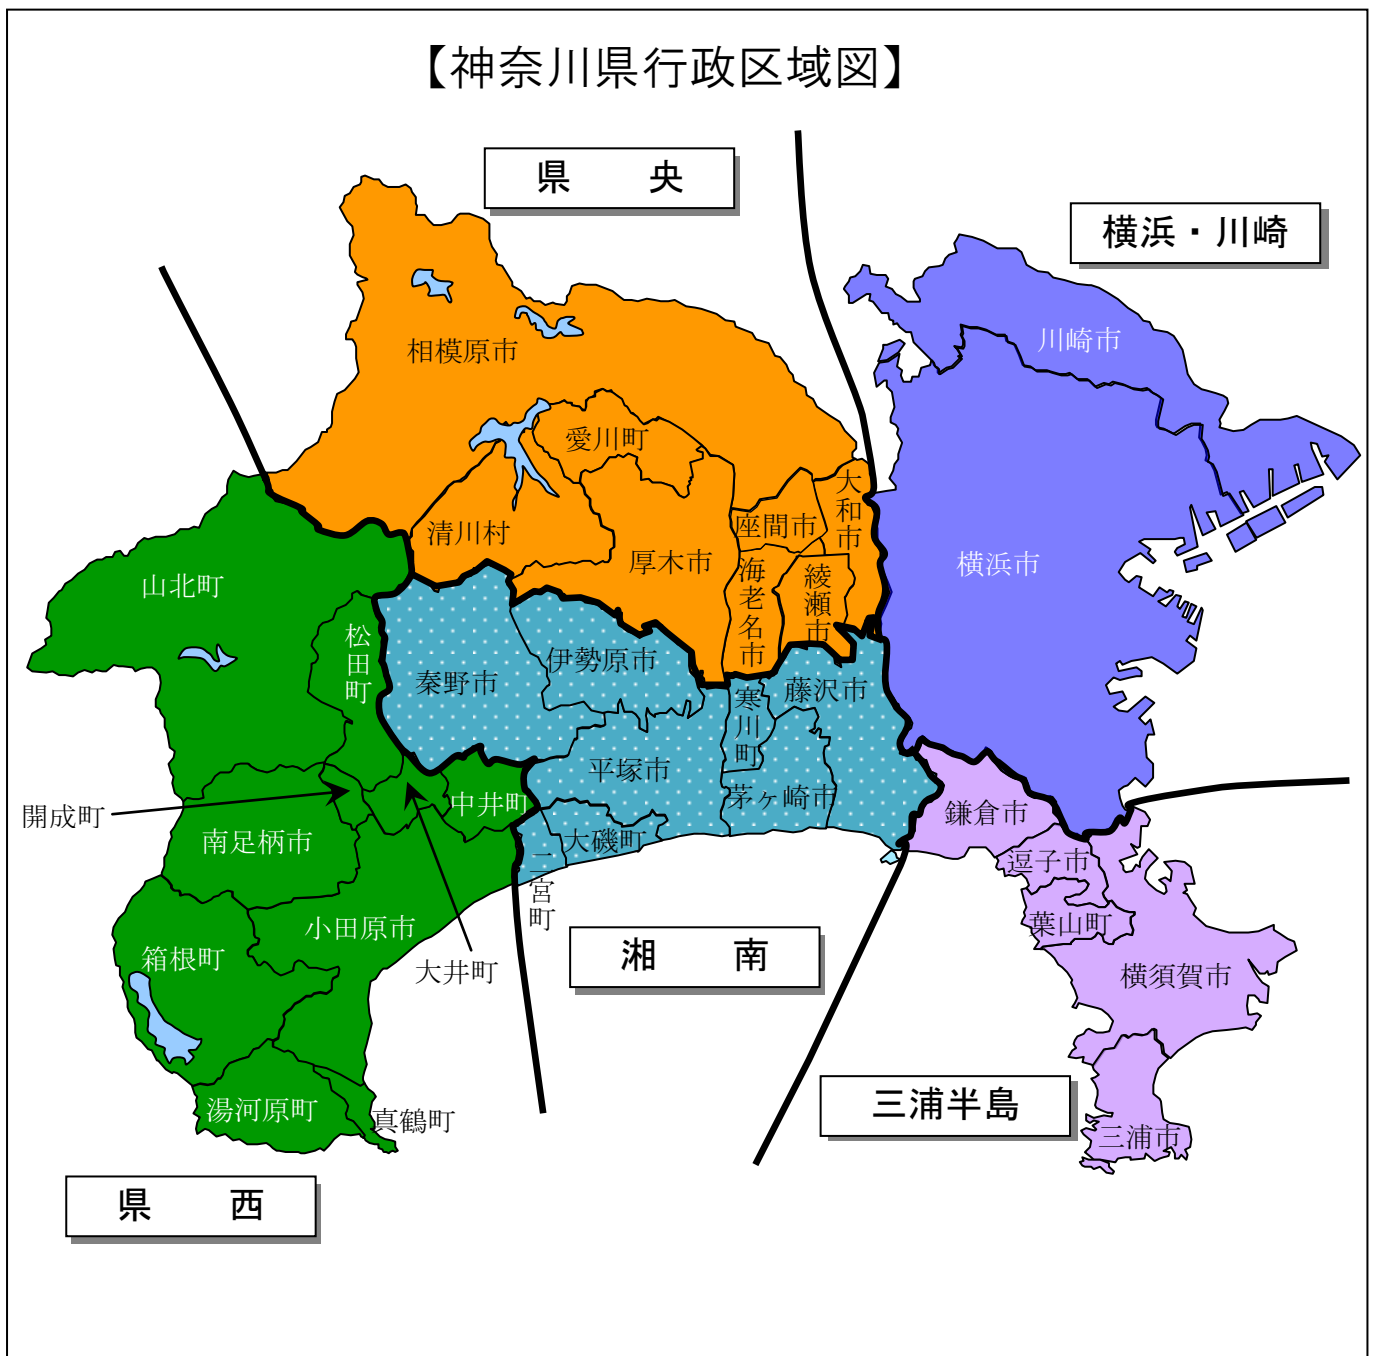 【神奈川県行政区域図】
県　央
横浜・川崎
川崎市
相模原市
愛川町
大和市
座間市
清川村
厚木市
海老名市
綾瀬市
横浜市
山北町
松田町
秦野市
伊勢原市
寒川町
藤沢市
平塚市
茅ヶ崎市
中井町
開成町
南足柄市
大磯町
二宮町
鎌倉市
逗子市
葉山町
小田原市
大井町
箱根町
湘　南
横須賀市
三浦半島
湯河原町
真鶴町
三浦市
県　西